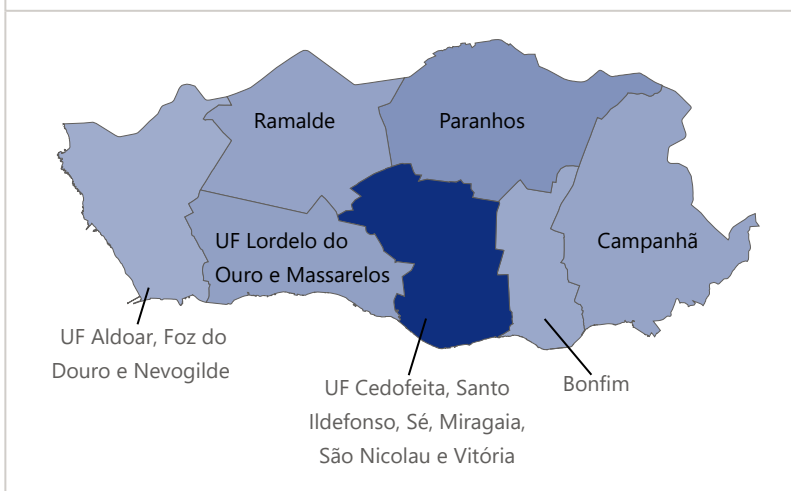 Ramalde
Paranhos
UF Lordelo do
Ouro e Massarelos
Campanhã
UF Aldoar, Foz do
Douro e Nevogilde
UF Cedofeita, Santo
Ildefonso, Sé, Miragaia,
São Nicolau e Vitória
Bonfim